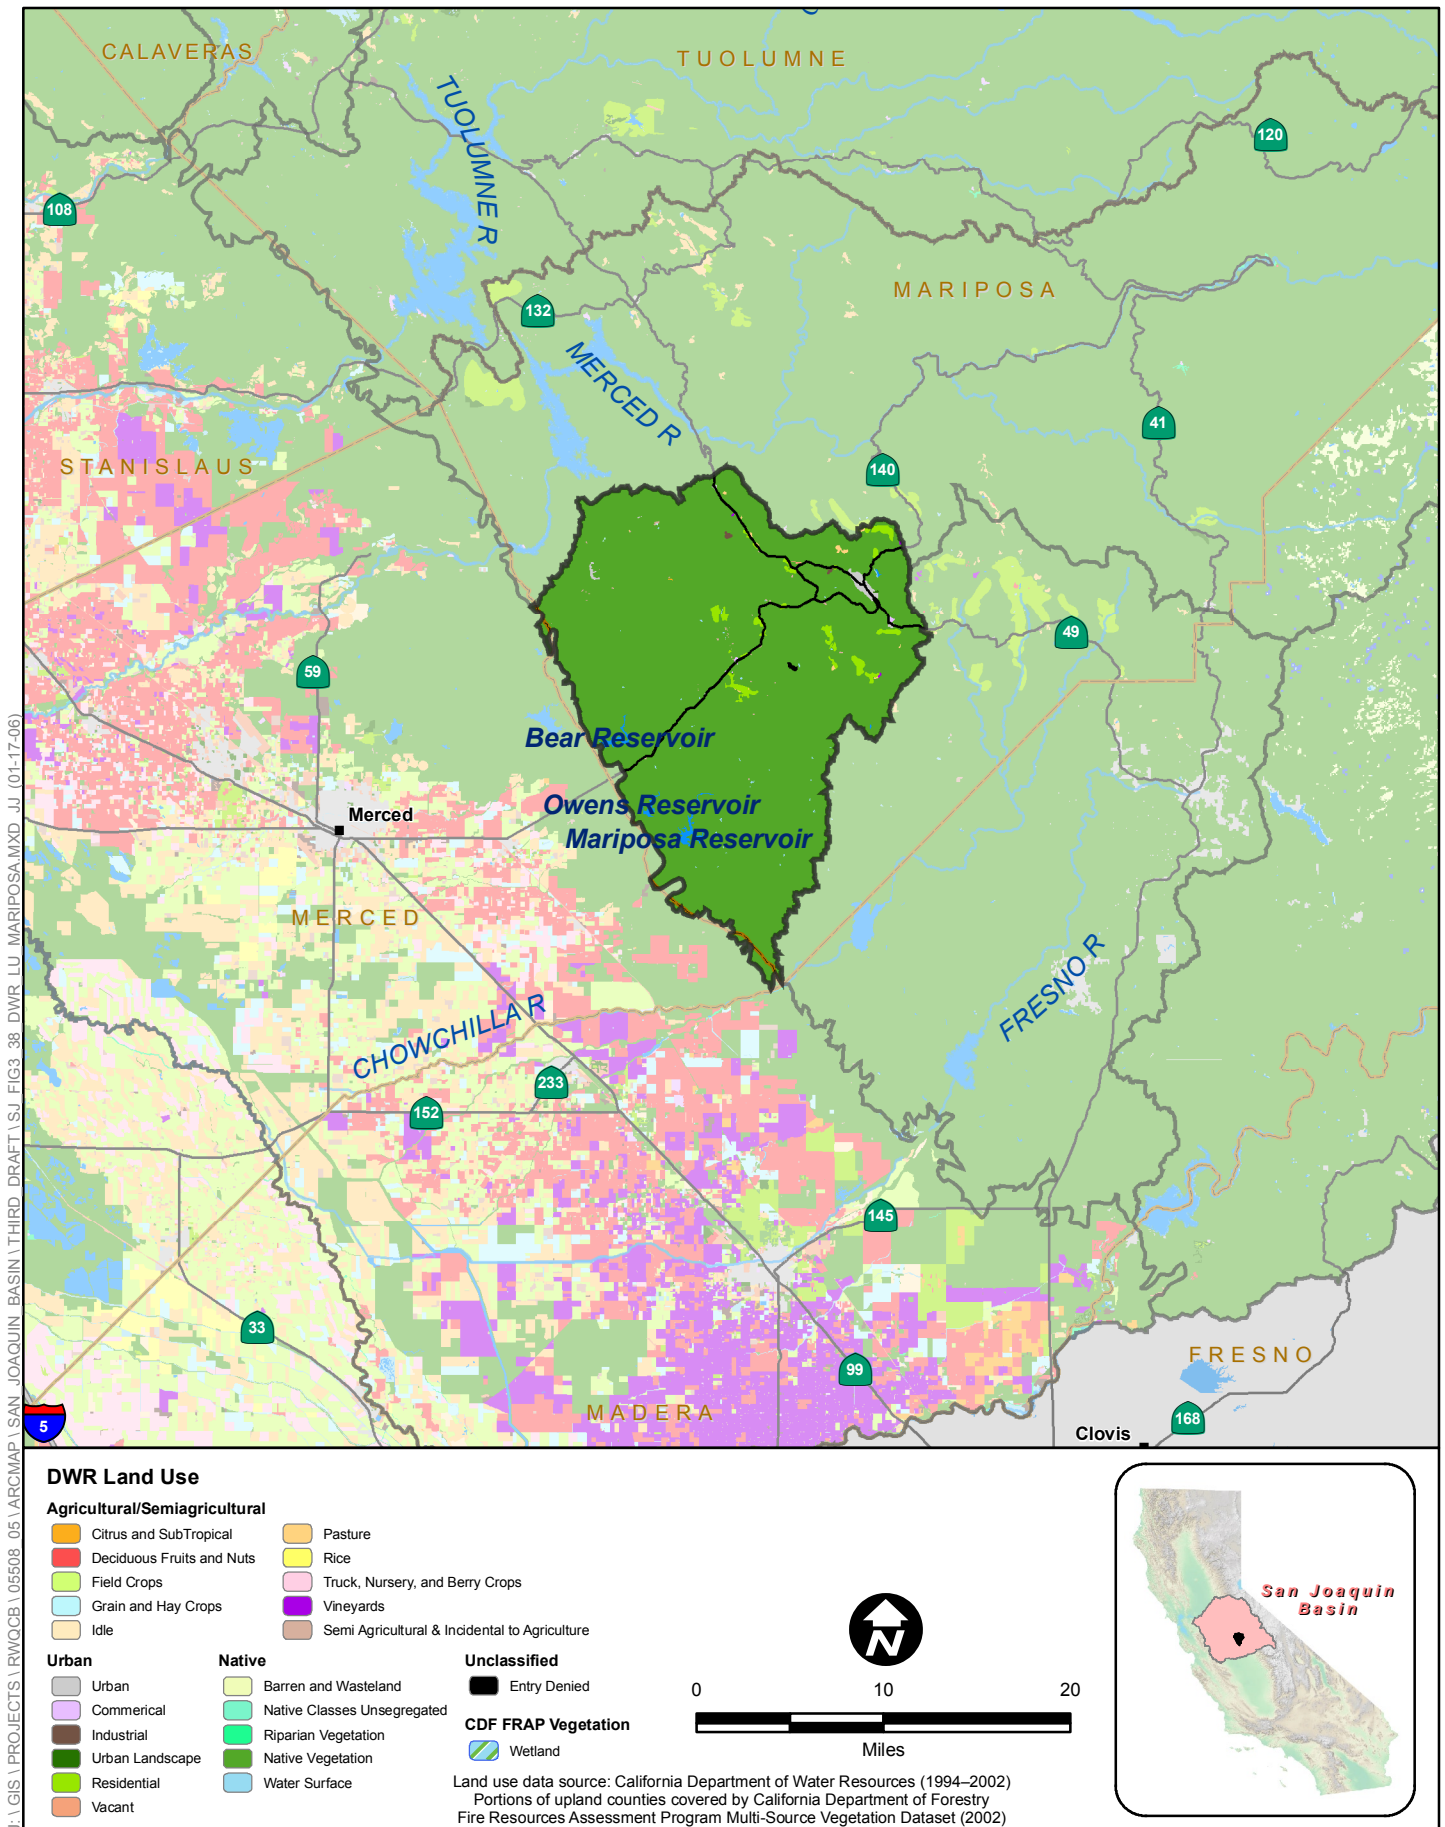 CALAVERAS
TUOLUMNE
TUOLUMNE R
120
108
MARIPOSA
132
MERCED R
41
STANISLAUS
140
49
59
Bear Reservoir
Owens Reservoir
Merced
Mariposa Reservoir
MERCED
FRESNO R
CHOWCHILLA R
233
152
145
33
99
FRESNO
MADERA
5
168
Clovis
J: \ GIS \ PROJECTS \ RWQCB \ 05508_05 \ ARCMAP \ SAN_JOAQUIN_BASIN \ THIRD_DRAFT \ SJ_FIG3_38_DWR_LU_MARIPOSA.MXD JJ (01-17-06)
DWR Land Use
Agricultural/Semiagricultural
Citrus and SubTropical
Deciduous Fruits and Nuts
Field Crops
Grain and Hay Crops
Idle
Pasture
Rice
Truck, Nursery, and Berry Crops
Vineyards
Semi Agricultural & Incidental to Agriculture
Urban
Urban
Commerical
Industrial
Urban Landscape
Residential
Vacant
Native
Barren and Wasteland
Native Classes Unsegregated
Riparian Vegetation
Native Vegetation
Water Surface
Unclassified
Entry Denied
CDF FRAP Vegetation
Wetland
N
0 10 20
Miles
Land use data source: California Department of Water Resources (1994–2002)
Portions of upland counties covered by California Department of Forestry
Fire Resources Assessment Program Multi-Source Vegetation Dataset (2002)
San Joaquin
Basin